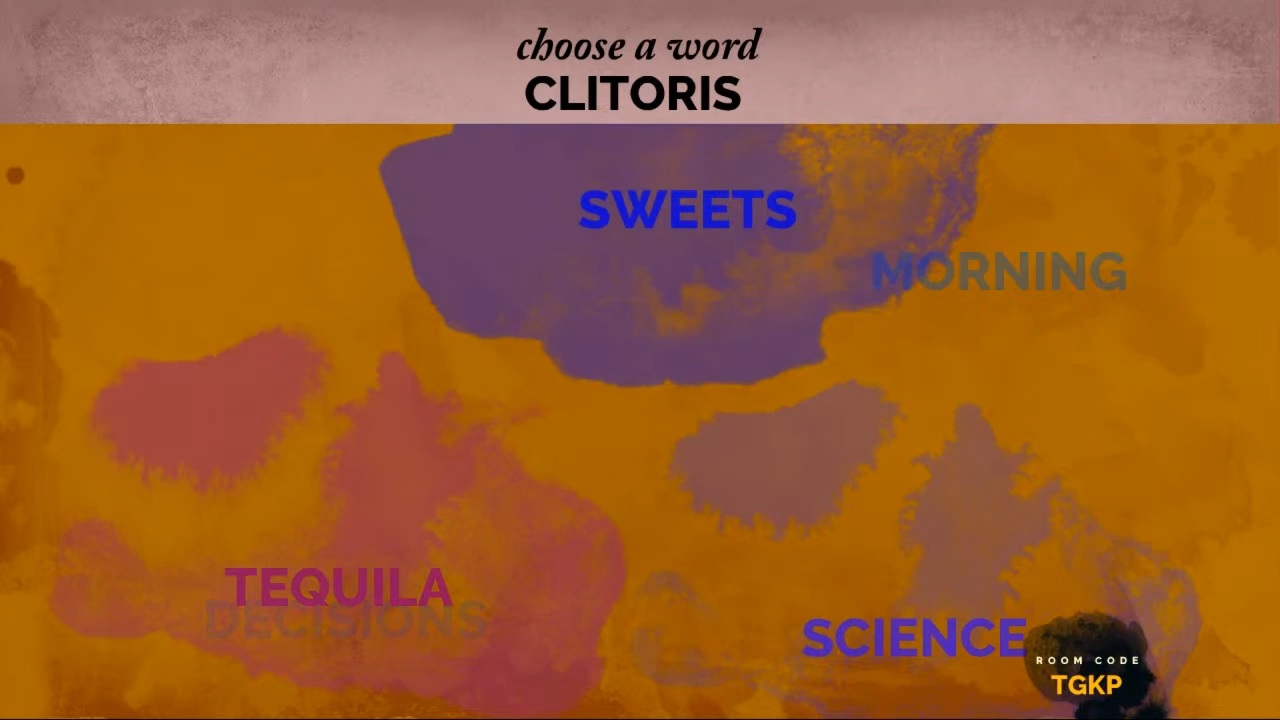 choose a word
CLITORIS
SWEETS
MORNING
TEQUILA
DECISIONS
SCIENCE
ROOM CODE
TGKP